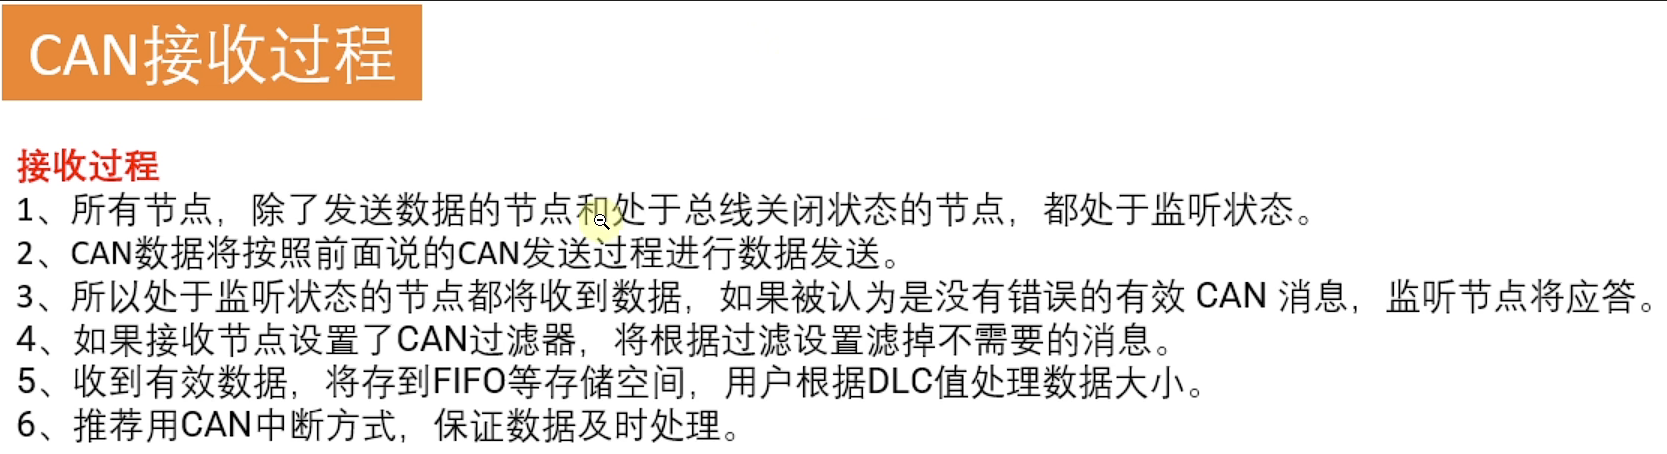 CAN接收过程
接收过程
1、所有节点，除了发送数据的节点和处于总线关闭状态的节点，都处于监听状态。
2、CAN数据将按照前面说的CAN发送过程进行数据发送。
3、所以处于监听状态的节点都将收到数据，如果被认为是没有错误的有效 CAN 消息，监听节点将应答。
4、如果接收节点设置了CAN过滤器，将根据过滤设置滤掉不需要的消息。
5、收到有效数据，将存到FIFO等存储空间，用户根据DLC值处理数据大小。
6、推荐用CAN中断方式，保证数据及时处理。